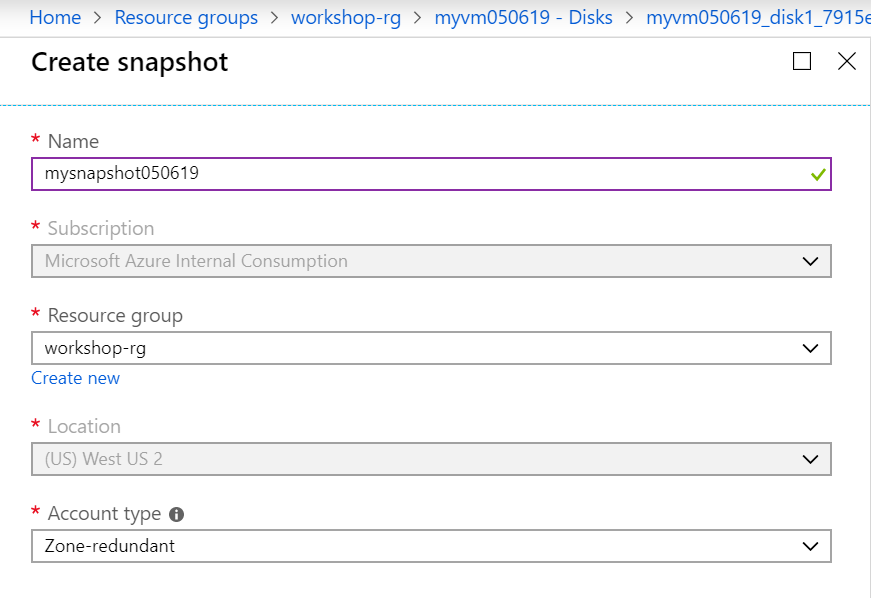 Home > Resource groups > workshop-rg > myvm050619 - Disks > myvm050619_disk1_7915e
Create snapshot
* Name
mysnapshot050619
* Subscription
Microsoft Azure Internal Consumption
* Resource group
workshop-rg
Create new
* Location
(US) West US 2
* Account type
Zone-redundant